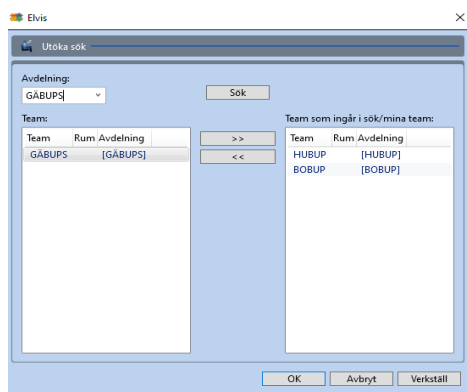 Elvis
Utöka sök
Avdelning:
GÄBUPS
Sök
Team:
Team Rum Avdelning
GÄBUPS [GÄBUPS]
>>
<<
Team som ingår i sök/mina team:
Team Rum Avdelning
HUBUP [HUBUP]
BOBUP [BOBUP]
OK Avbryt Verkställ